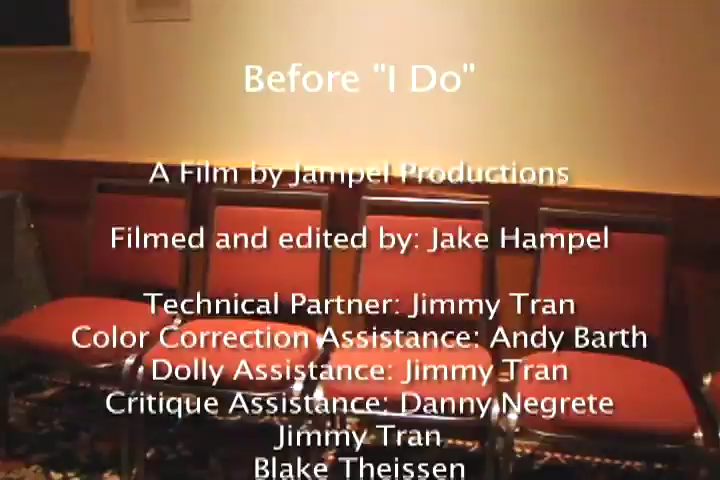 Before "I Do"
A Film by Jampel Productions
Filmed and edited by: Jake Hampel
Technical Partner: Jimmy Tran
Color Correction Assistance: Andy Barth
Dolly Assistance: Jimmy Tran
Critique Assistance: Danny Negrete
Jimmy Tran
Blake Theissen